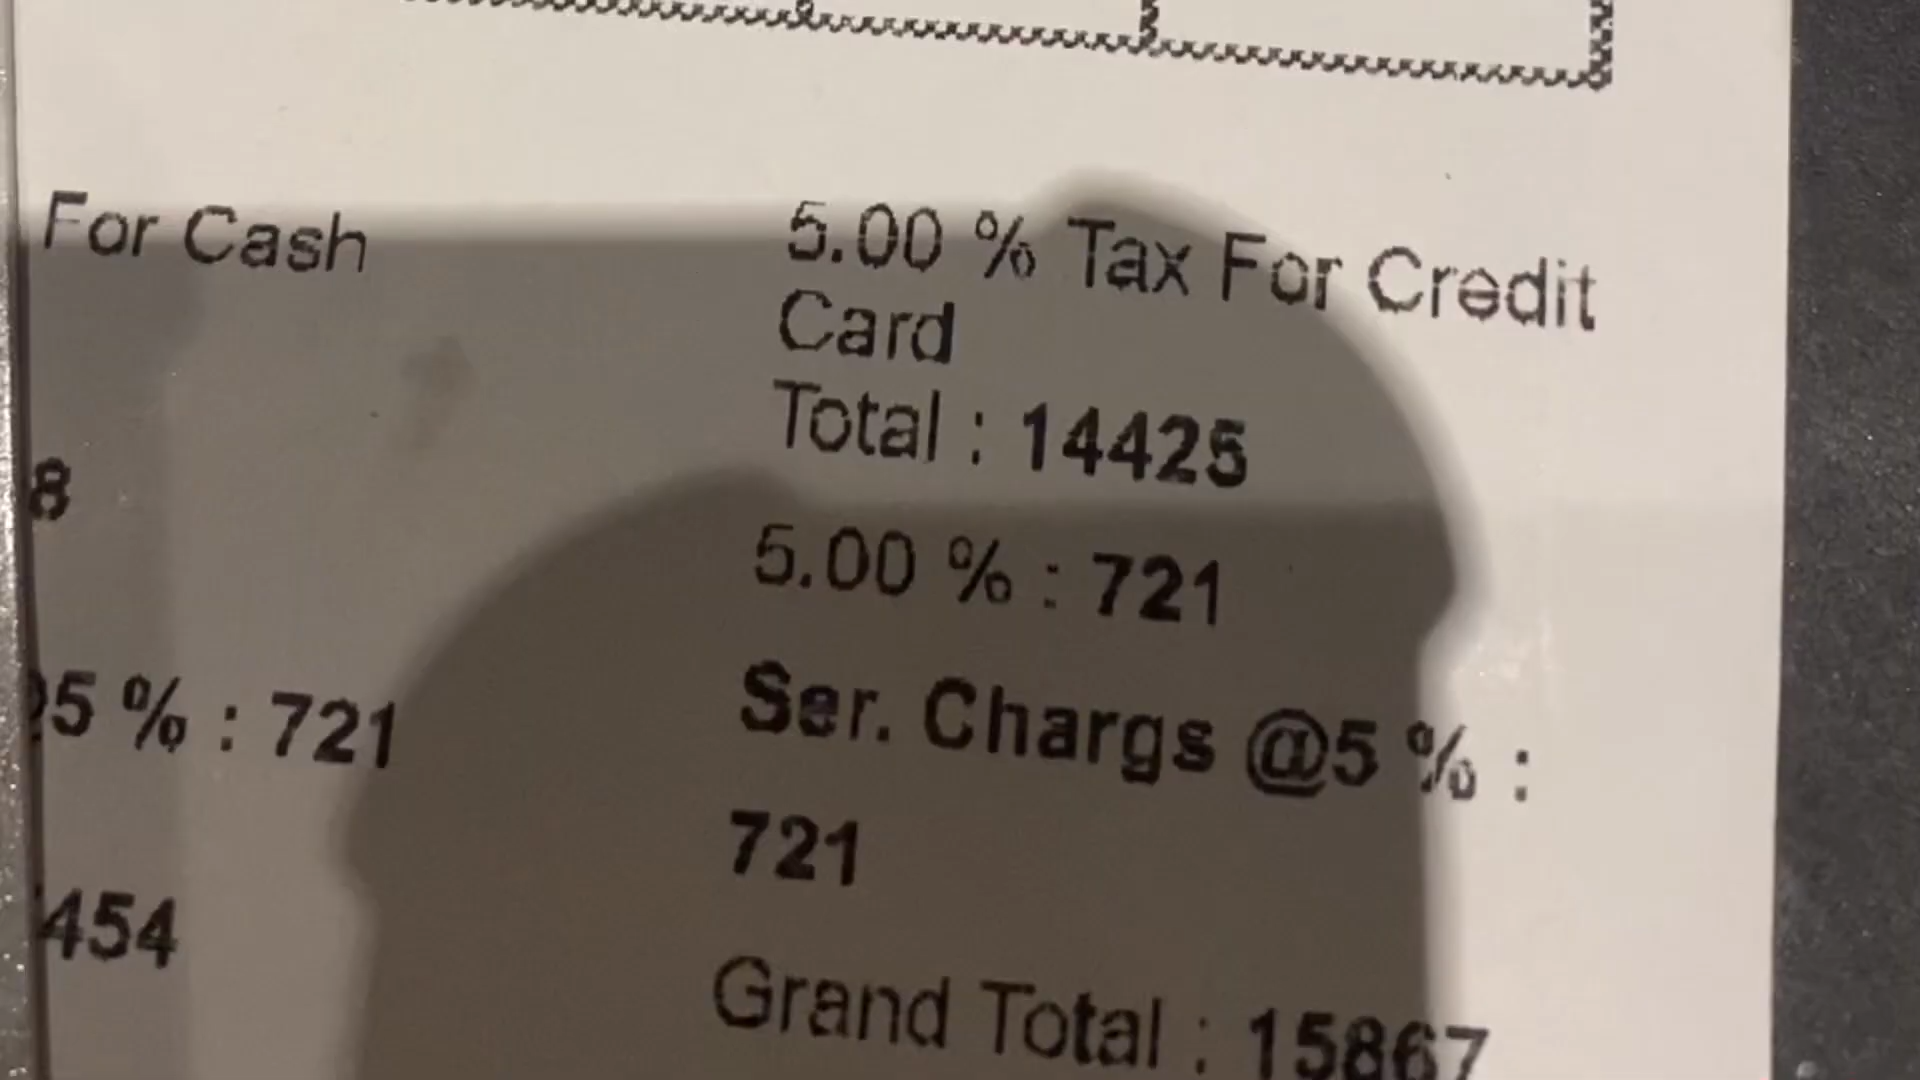 For Cash
8
5 % : 721
454
5.00 % Tax For Credit
Card
Total : 14425
5.00 % : 721
Ser. Chargs @5 % :
721
Grand Total : 15867